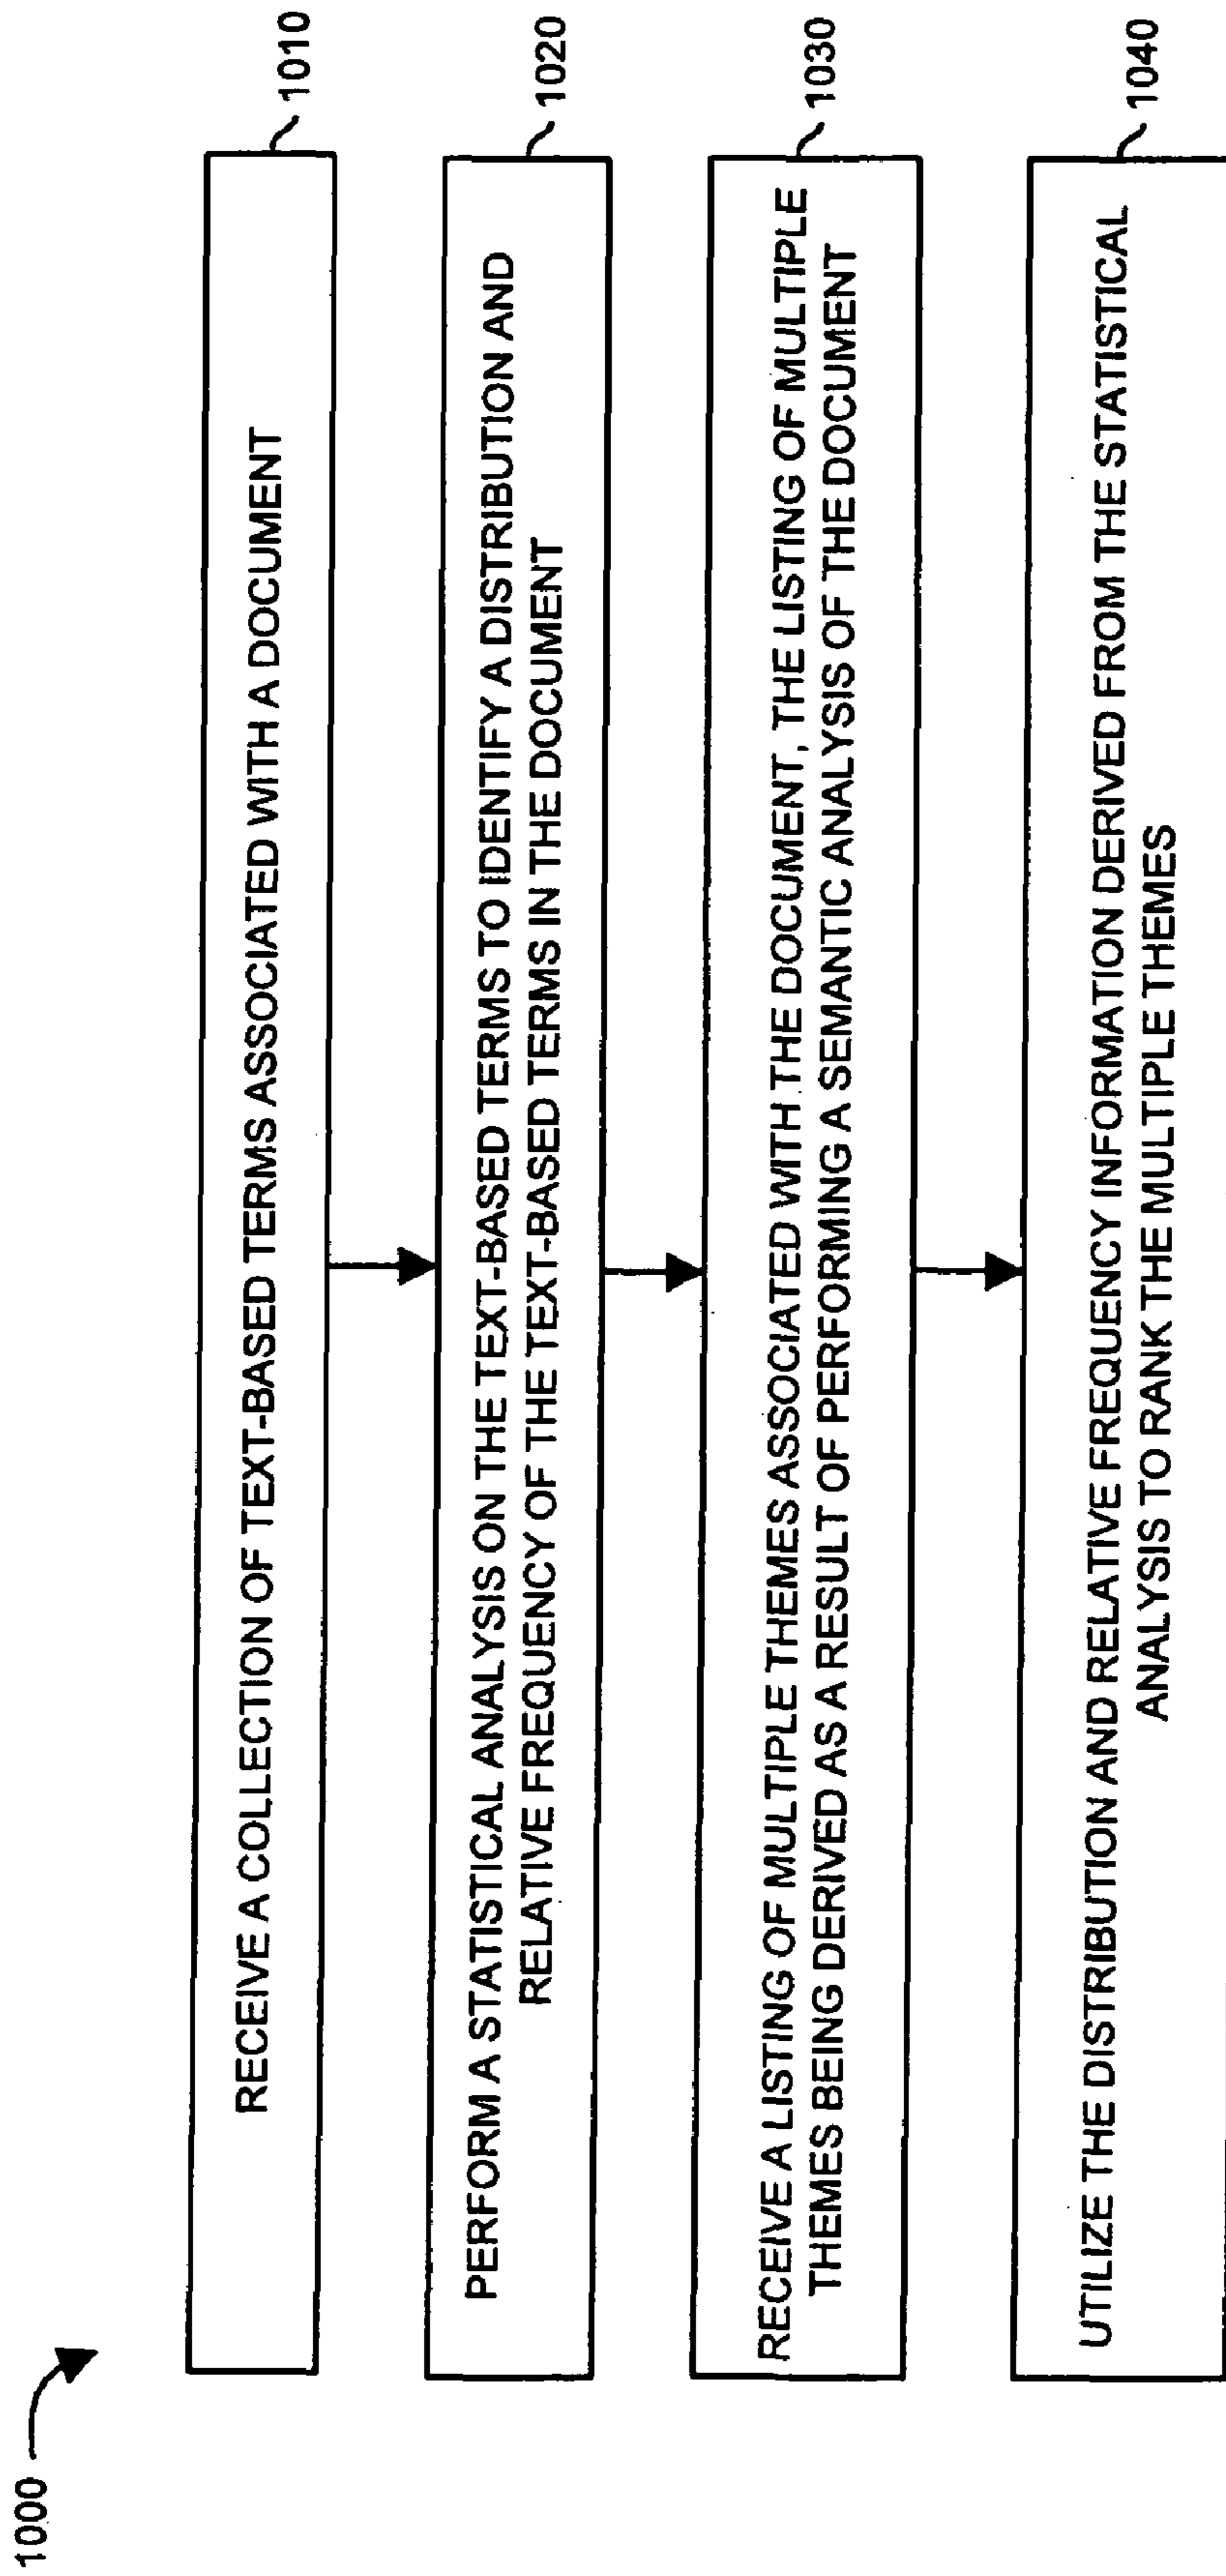 1000
RECEIVE A COLLECTION OF TEXT-BASED TERMS ASSOCIATED WITH A DOCUMENT
1010
PERFORM A STATISTICAL ANALYSIS ON THE TEXT-BASED TERMS TO IDENTIFY A DISTRIBUTION AND
RELATIVE FREQUENCY OF THE TEXT-BASED TERMS IN THE DOCUMENT
1020
RECEIVE A LISTING OF MULTIPLE THEMES ASSOCIATED WITH THE DOCUMENT, THE LISTING OF MULTIPLE
THEMES BEING DERIVED AS A RESULT OF PERFORMING A SEMANTIC ANALYSIS OF THE DOCUMENT
1030
UTILIZE THE DISTRIBUTION AND RELATIVE FREQUENCY INFORMATION DERIVED FROM THE STATISTICAL
ANALYSIS TO RANK THE MULTIPLE THEMES
1040